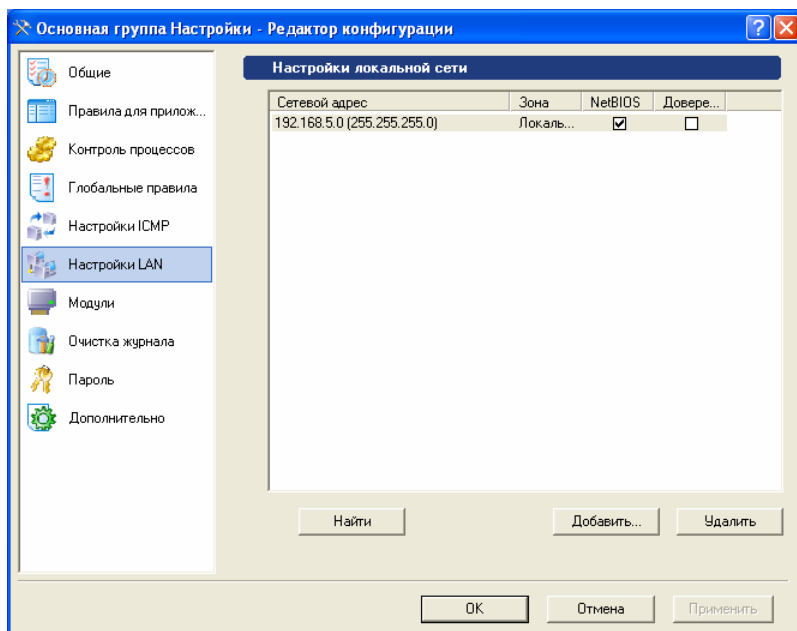 Основная группа Настройки - Редактор конфигурации
Общие
Правила для прилож...
Контроль процессов
Глобальные правила
Настройки ICMP
Настройки LAN
Модули
Очистка журнала
Пароль
Дополнительно
Настройки локальной сети
Сетевой адрес Зона NetBIOS Довере...
192.168.5.0 (255.255.255.0) Локаль...
Найти Добавить... Удалить
OK Отмена Применить